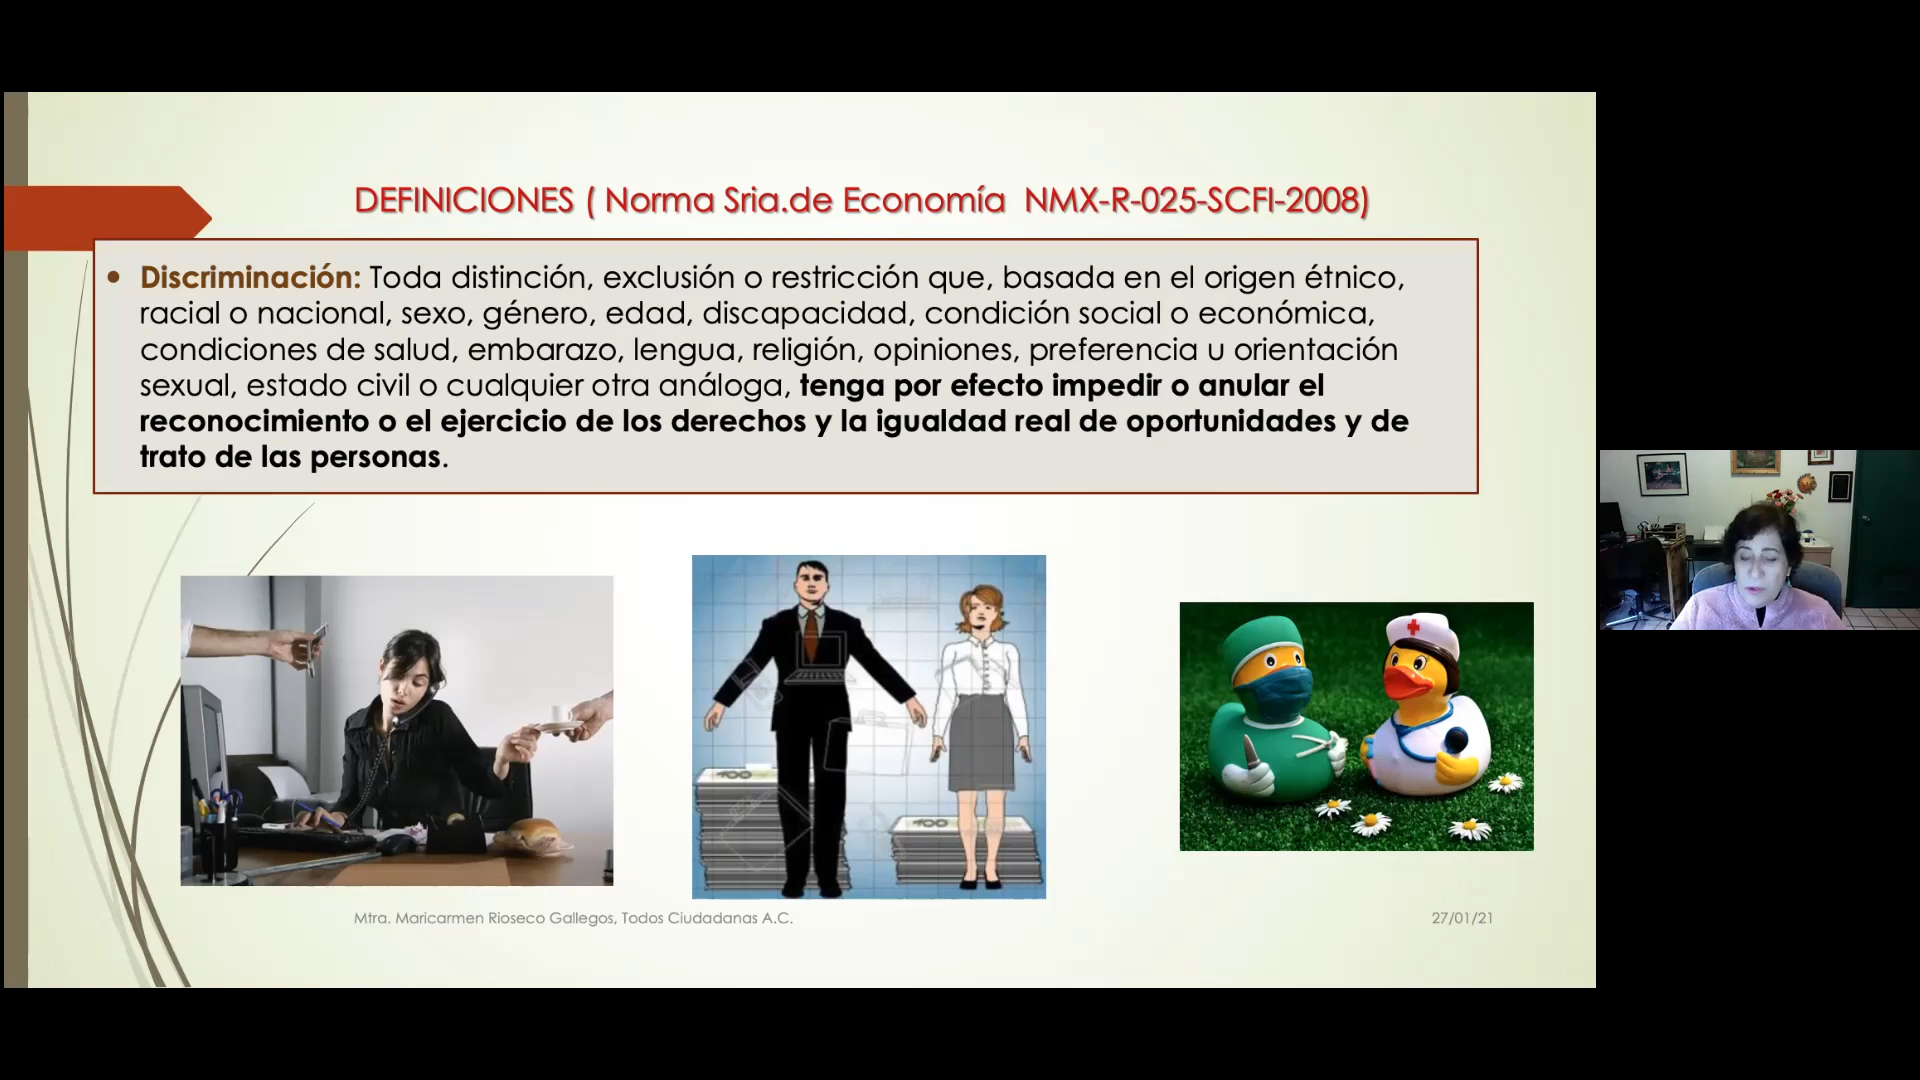 DEFINICIONES ( Norma Sria.de Economía NMX-R-025-SCFI-2008)
• Discriminación: Toda distinción, exclusión o restricción que, basada en el origen étnico,
racial o nacional, sexo, género, edad, discapacidad, condición social o económica,
condiciones de salud, embarazo, lengua, religión, opiniones, preferencia u orientación
sexual, estado civil o cualquier otra análoga, tenga por efecto impedir o anular el
reconocimiento o el ejercicio de los derechos y la igualdad real de oportunidades y de
trato de las personas.
100
100
Mtra. Maricarmen Rioseco Gallegos, Todos Ciudadanas A.C.
27/01/21